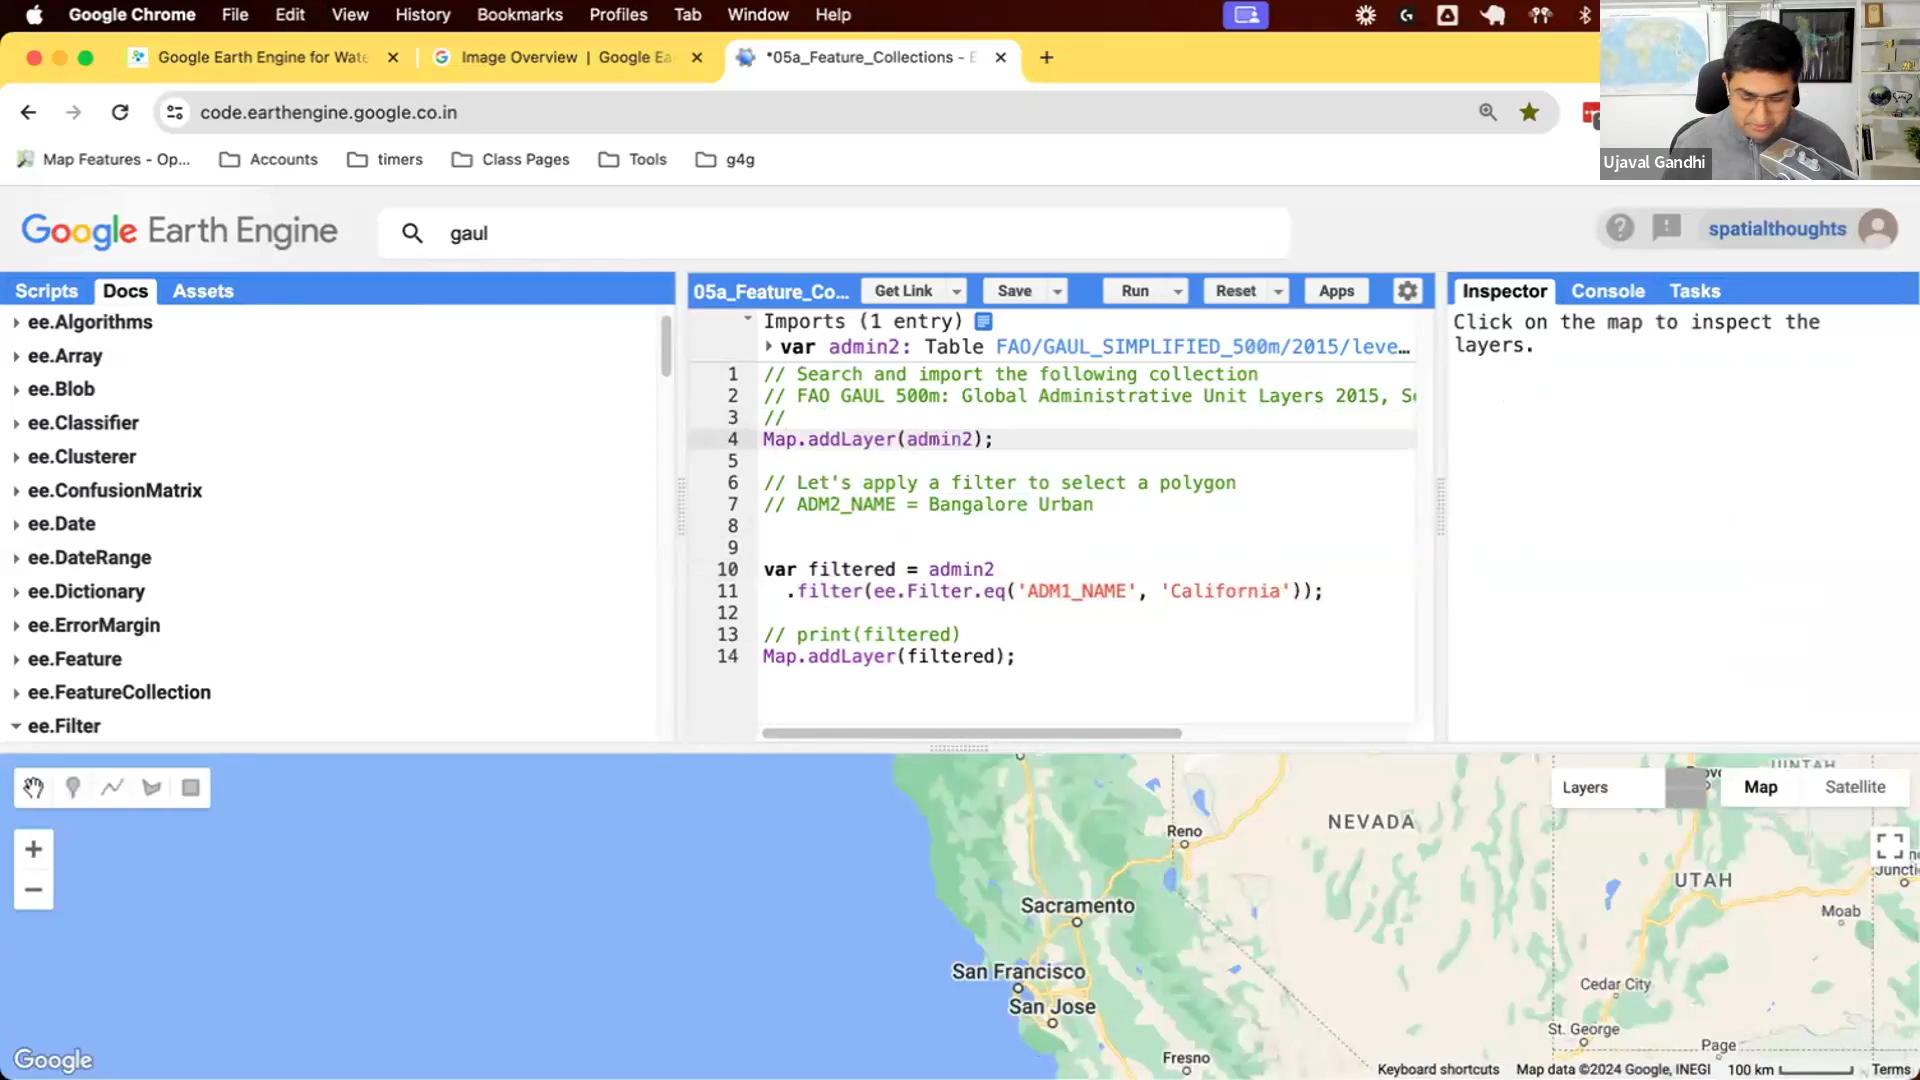 Google Chrome File Edit View History Bookmarks Profiles Tab Window Help
Google Earth Engine for Wate
Image Overview | Google Ea
*05a_Feature_Collections - E
code.earthengine.google.co.in
Map Features - Op...
Accounts
timers
Class Pages
Tools
g4g
Ujaval Gandhi
Google Earth Engine
gaul
spatialthoughts
Scripts Docs Assets
05a_Feature_Co...
Get Link
Save
Run
Reset
Apps
Inspector Console Tasks
ee.Algorithms
ee.Array
ee.Blob
ee.Classifier
ee.Clusterer
ee.ConfusionMatrix
ee.Date
ee.DateRange
ee.Dictionary
ee.ErrorMargin
ee.Feature
ee.FeatureCollection
ee.Filter
Imports (1 entry)
var admin2: Table FAO/GAUL_SIMPLIFIED_500m/2015/leve…
1 // Search and import the following collection
2 // FAO GAUL 500m: Global Administrative Unit Layers 2015, Se
3 //
4 Map.addLayer(admin2);
5
6 // Let's apply a filter to select a polygon
7 // ADM2_NAME = Bangalore Urban
8
9
10 var filtered = admin2
11 .filter(ee.Filter.eq('ADM1_NAME', 'California'));
12
13 // print(filtered)
14 Map.addLayer(filtered);
Click on the map to inspect the
layers.
Layers
Map
Satellite
UINTAH
Provo
Reno
NEVADA
UTAH
Juncti
Sacramento
Moab
San Francisco
San Jose
Cedar City
St. George
Page
Fresno
Google
Keyboard shortcuts
Map data ©2024 Google, INEGI
100 km
Terms